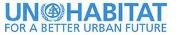 UN HABITAT
FOR A BETTER URBAN FUTURE